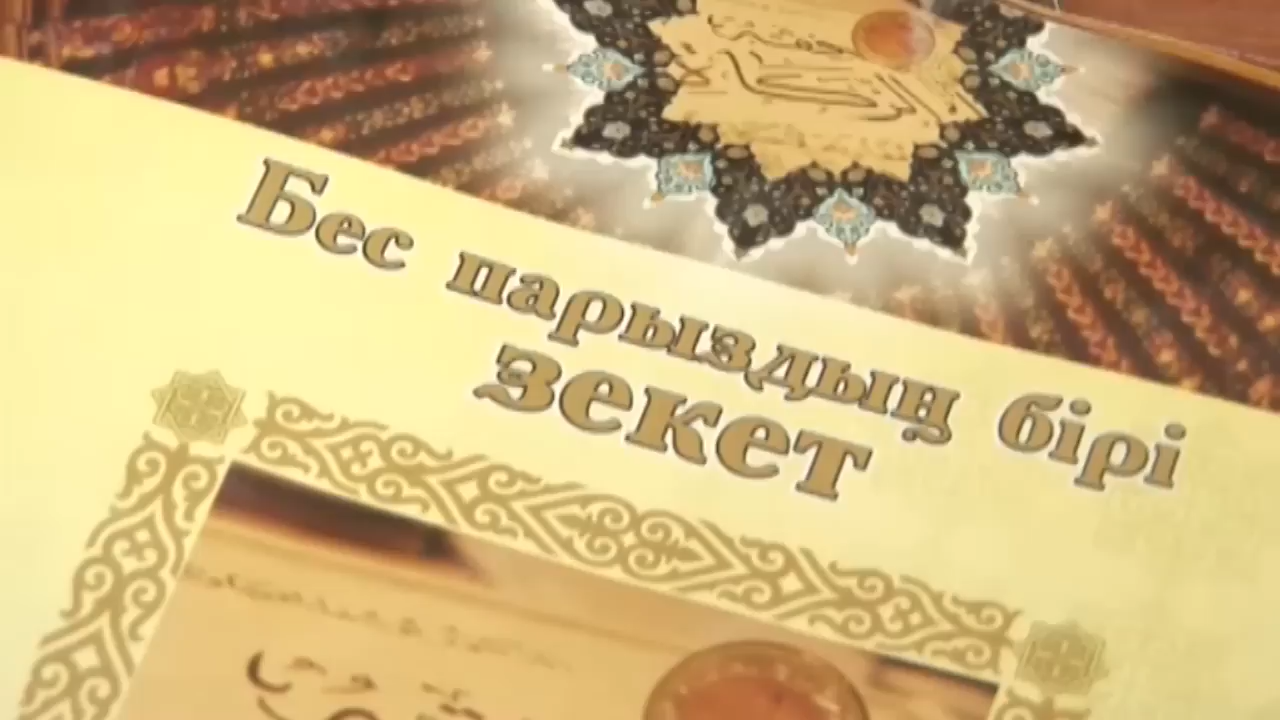 Бес парыздың бірі
зекет